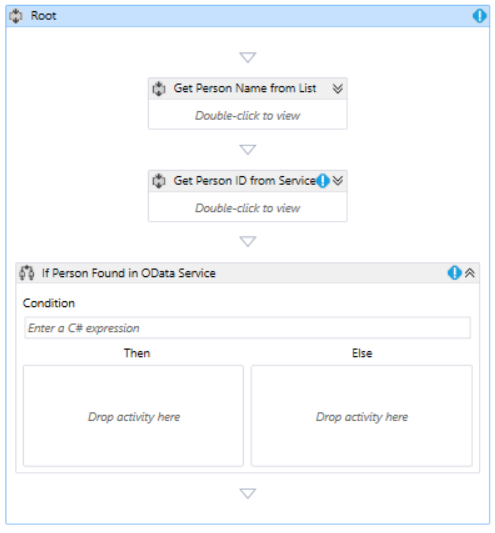 Root
Get Person Name from List
Double-click to view
Get Person ID from Service
Double-click to view
If Person Found in OData Service
Condition
Enter a C# expression
Then Else
Drop activity here Drop activity here